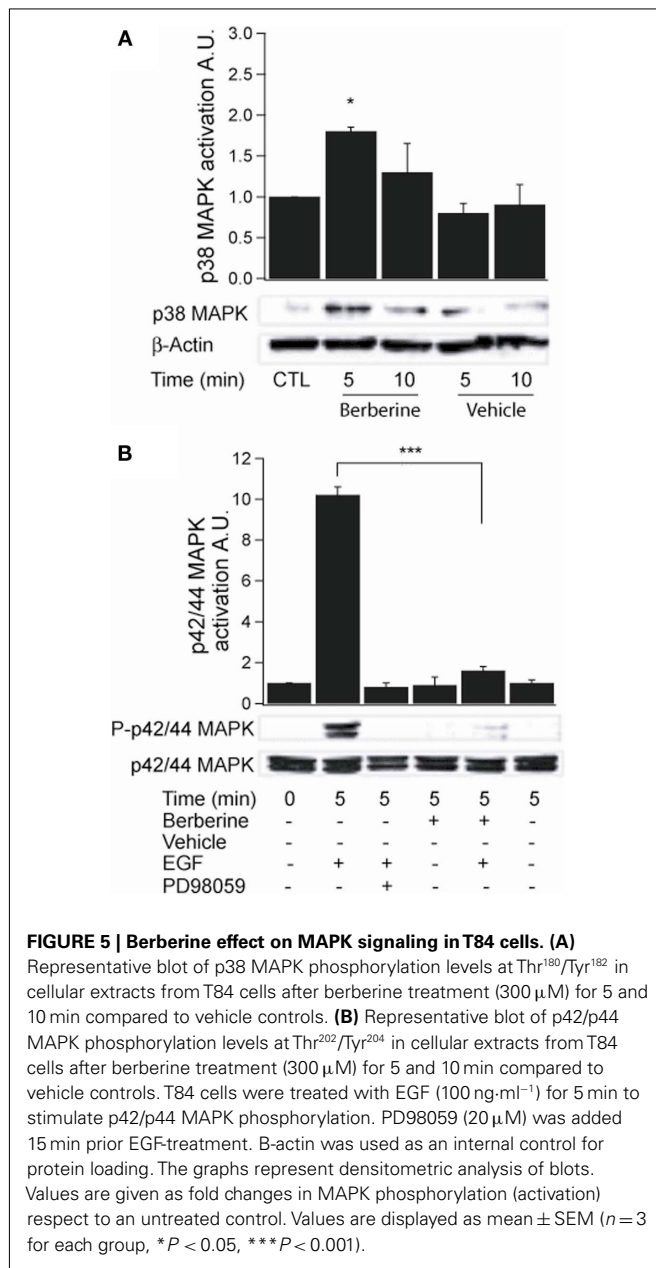 A
p38 MAPK activation A.U.
3.0
2.5
2.0
1.5
1.0
0.5
0.0
*
p38 MAPK
β-Actin
Time (min) CTL 5 10 5 10
Berberine Vehicle
B
p42/44 MAPK
activation A.U.
12
10
8
6
4
2
0
***
P-p42/44 MAPK
p42/44 MAPK
Time (min) 0 5 5 5 5 5
Berberine - - - + + -
Vehicle - - - - - -
EGF - + + - + -
PD98059 - - + - - -
FIGURE 5 | Berberine effect on MAPK signaling in T84 cells. (A)
Representative blot of p38 MAPK phosphorylation levels at Thr¹⁸⁰/Tyr¹⁸² in
cellular extracts from T84 cells after berberine treatment (300 μM) for 5 and
10 min compared to vehicle controls. (B) Representative blot of p42/p44
MAPK phosphorylation levels at Thr²⁰²/Tyr²⁰⁴ in cellular extracts from T84
cells after berberine treatment (300 μM) for 5 and 10 min compared to
vehicle controls. T84 cells were treated with EGF (100 ng·ml⁻¹) for 5 min to
stimulate p42/p44 MAPK phosphorylation. PD98059 (20 μM) was added
15 min prior EGF-treatment. B-actin was used as an internal control for
protein loading. The graphs represent densitometric analysis of blots.
Values are given as fold changes in MAPK phosphorylation (activation)
respect to an untreated control. Values are displayed as mean ± SEM (n = 3
for each group, *P < 0.05, ***P < 0.001).